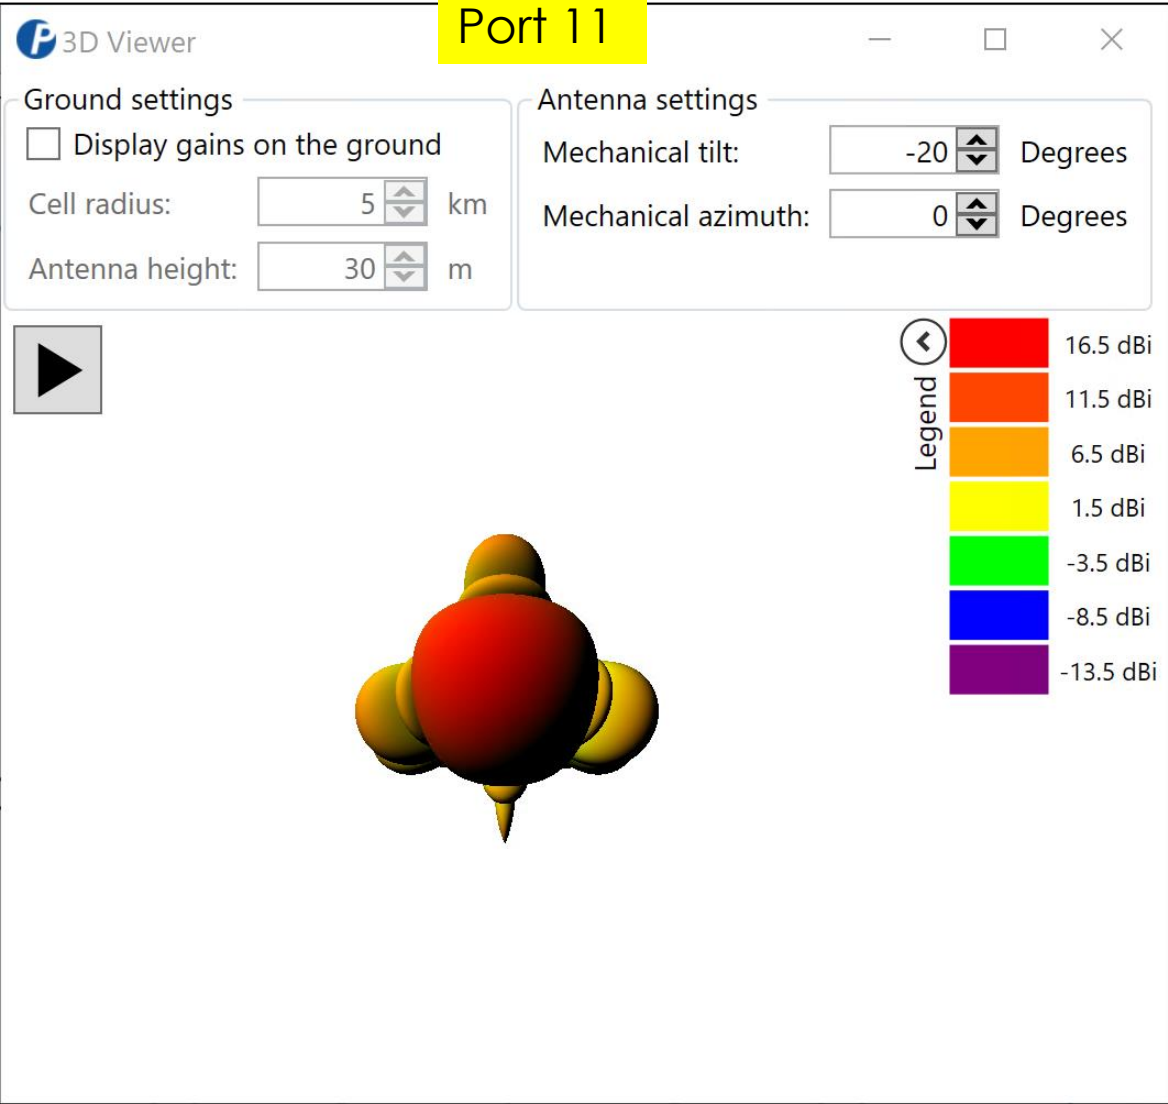 Port 11
3D Viewer
Ground settings
Display gains on the ground
Cell radius: 5 km
Antenna height: 30 m
Antenna settings
Mechanical tilt: -20 Degrees
Mechanical azimuth: 0 Degrees
Legend
16.5 dBi
11.5 dBi
6.5 dBi
1.5 dBi
-3.5 dBi
-8.5 dBi
-13.5 dBi